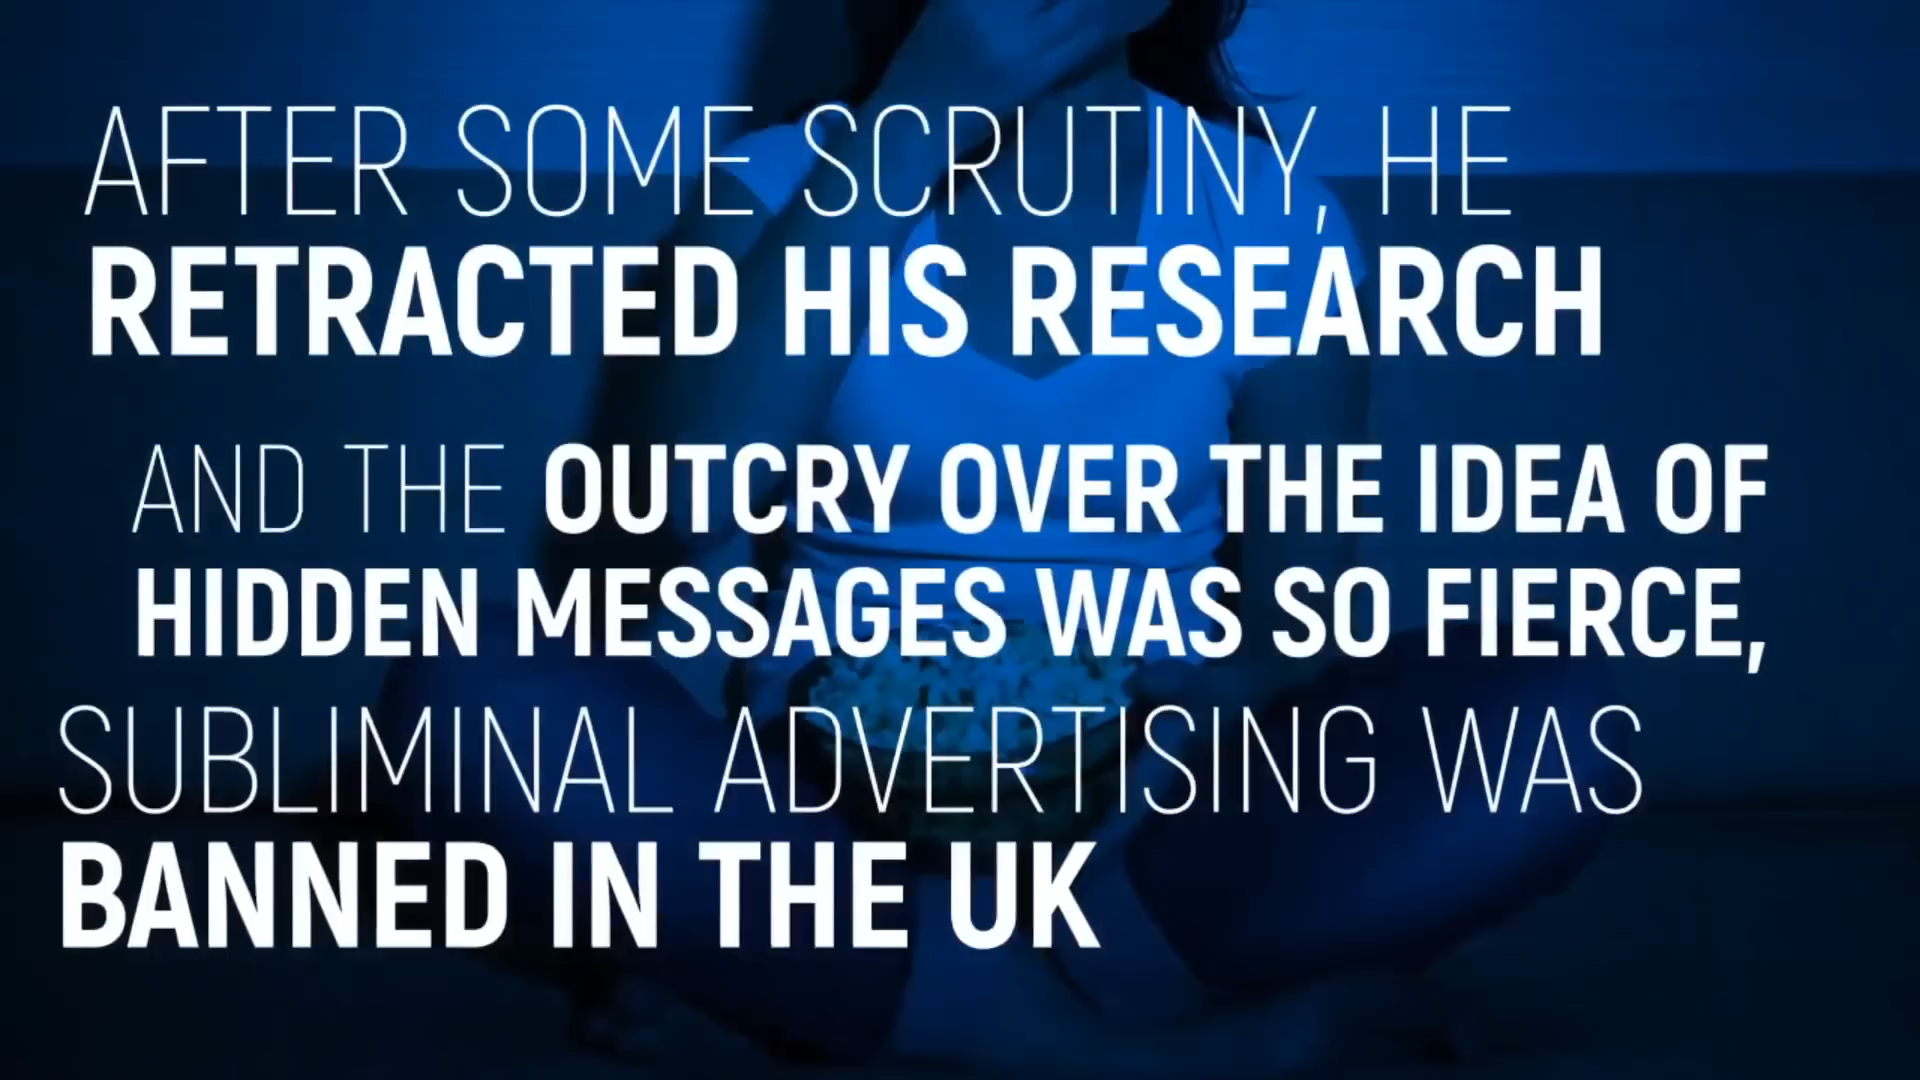 AFTER SOME SCRUTINY, HE
RETRACTED HIS RESEARCH
AND THE OUTCRY OVER THE IDEA OF
HIDDEN MESSAGES WAS SO FIERCE,
SUBLIMINAL ADVERTISING WAS
BANNED IN THE UK